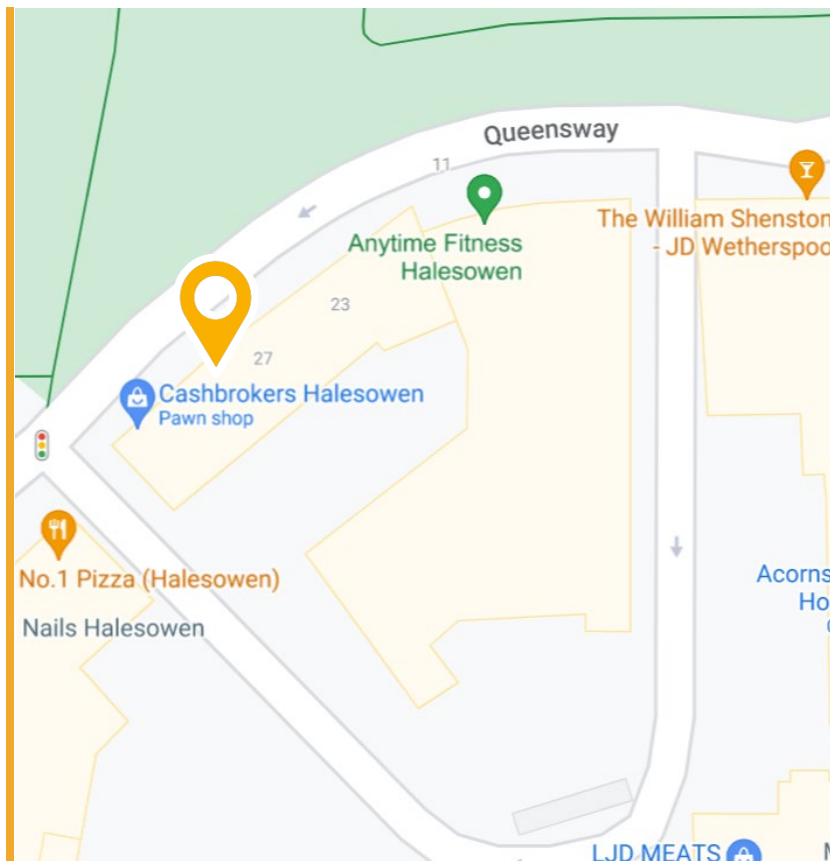 Queensway
11
The William Shenston
- JD Wetherspoo
Anytime Fitness
Halesowen
23
27
Cashbrokers Halesowen
Pawn shop
No.1 Pizza (Halesowen)
Acorns
Ho
Nails Halesowen
LJD MEATS